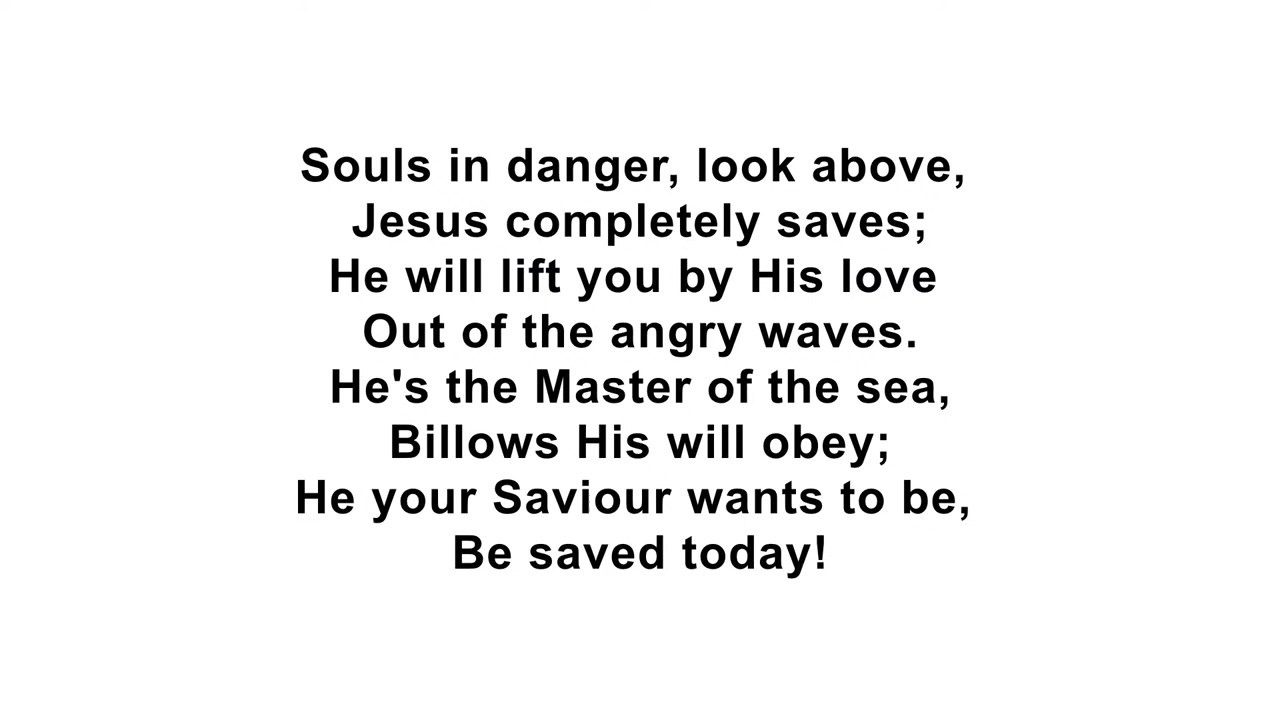 Souls in danger, look above,
Jesus completely saves;
He will lift you by His love
Out of the angry waves.
He's the Master of the sea,
Billows His will obey;
He your Saviour wants to be,
Be saved today!